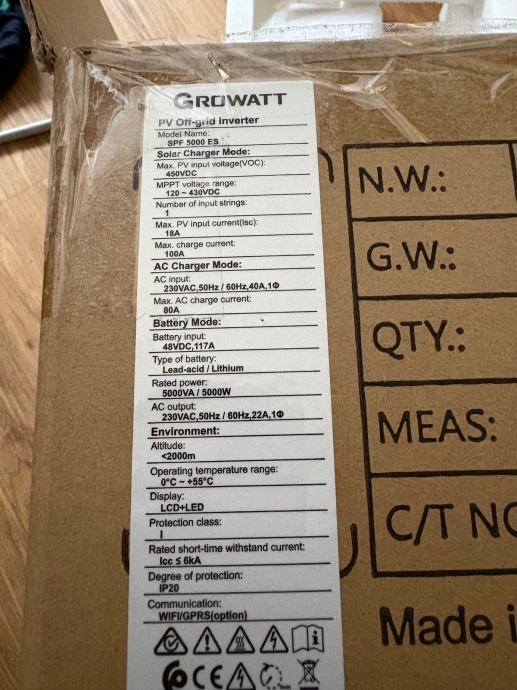 GROWATT
PV Off-grid inverter
Model Name:
SPF 5000 ES
Solar Charger Mode:
Max. PV input voltage(VOC):
450VDC
MPPT voltage range:
120 ~ 430VDC
Number of input strings:
1
Max. PV input current(Isc):
18A
Max. charge current:
100A
AC Charger Mode:
AC input:
230VAC,50Hz / 60Hz,40A,1Φ
Max. AC charge current:
80A
Battery Mode:
Battery input:
48VDC,117A
Type of battery:
Lead-acid / Lithium
Rated power:
5000VA / 5000W
AC output:
230VAC,50Hz / 60Hz,22A,1Φ
Environment:
Altitude:
<2000m
Operating temperature range:
0°C ~ +55°C
Display:
LCD+LED
Protection class:
I
Rated short-time withstand current:
Icc ≤ 6kA
Degree of protection:
IP20
Communication:
WIFI/GPRS(option)
CE
N.W.:
G.W.:
QTY.:
MEAS:
C/T NO
Made i